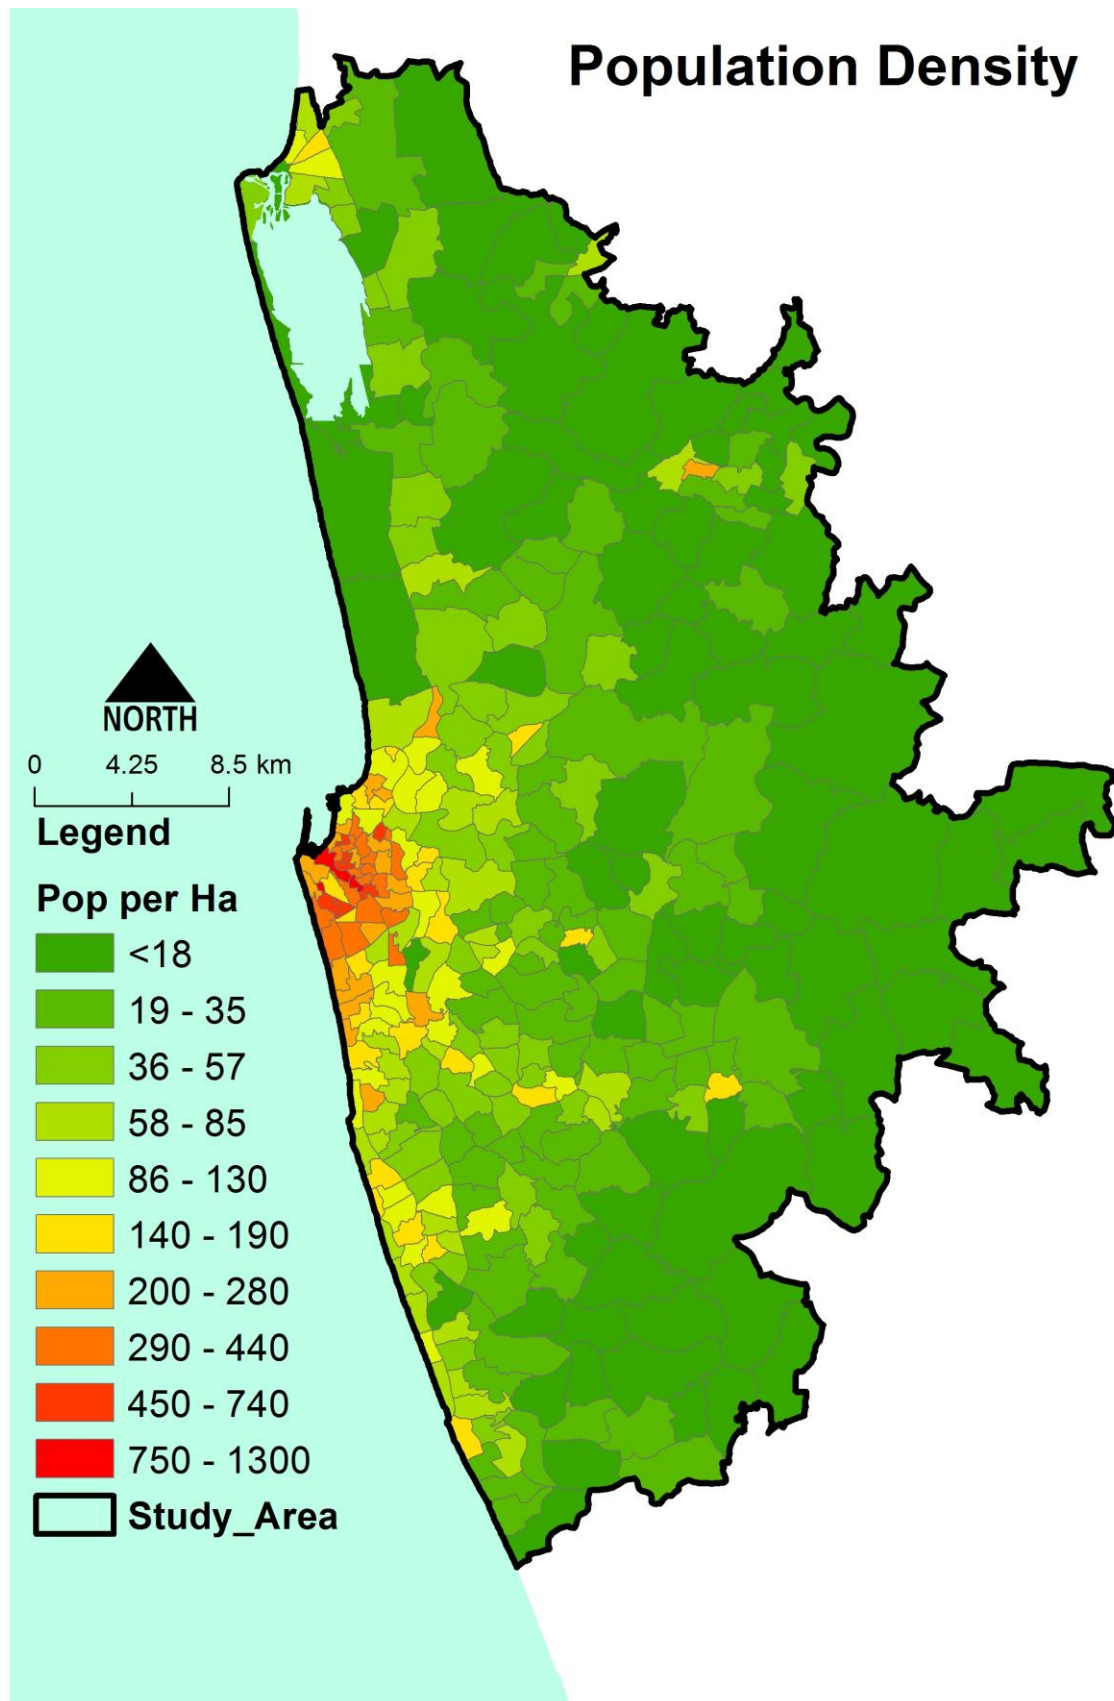 Population Density
NORTH
0 4.25 8.5 km
Legend
Pop per Ha
<18
19 - 35
36 - 57
58 - 85
86 - 130
140 - 190
200 - 280
290 - 440
450 - 740
750 - 1300
Study_Area